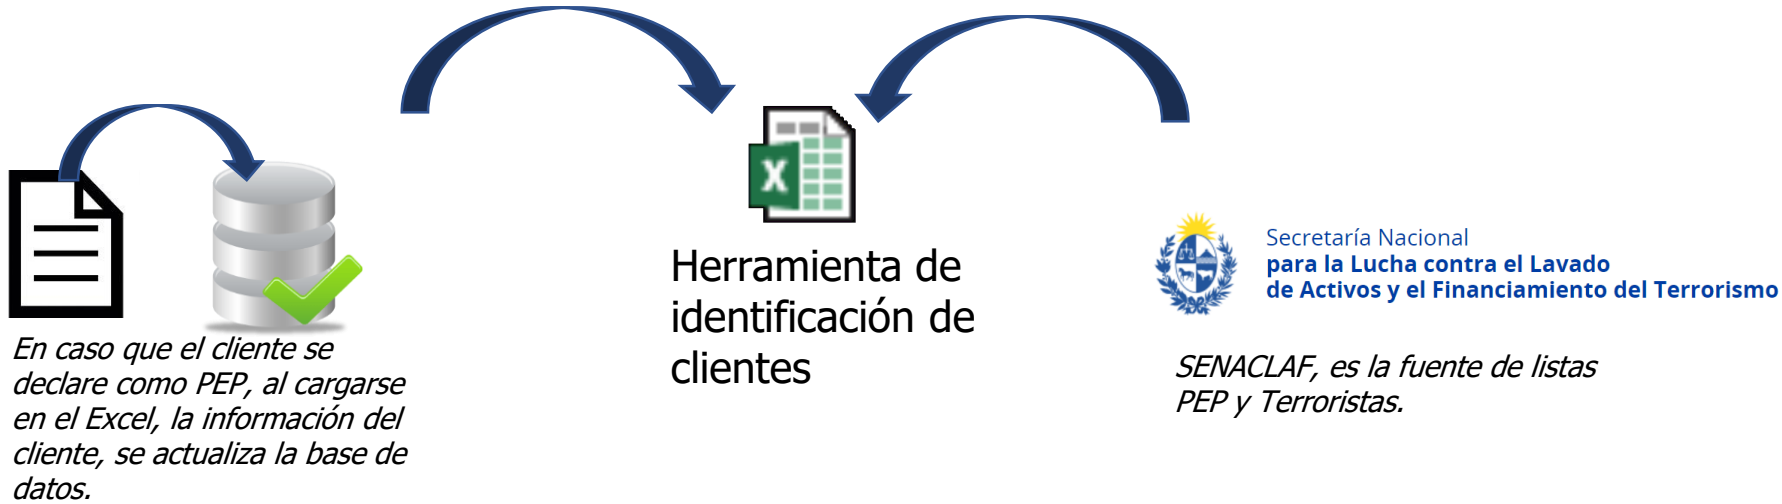 En caso que el cliente se
declare como PEP, al cargarse
en el Excel, la información del
cliente, se actualiza la base de
datos.
X
Herramienta de
identificación de
clientes
Secretaría Nacional
para la Lucha contra el Lavado
de Activos y el Financiamiento del Terrorismo
SENACLAF, es la fuente de listas
PEP y Terroristas.